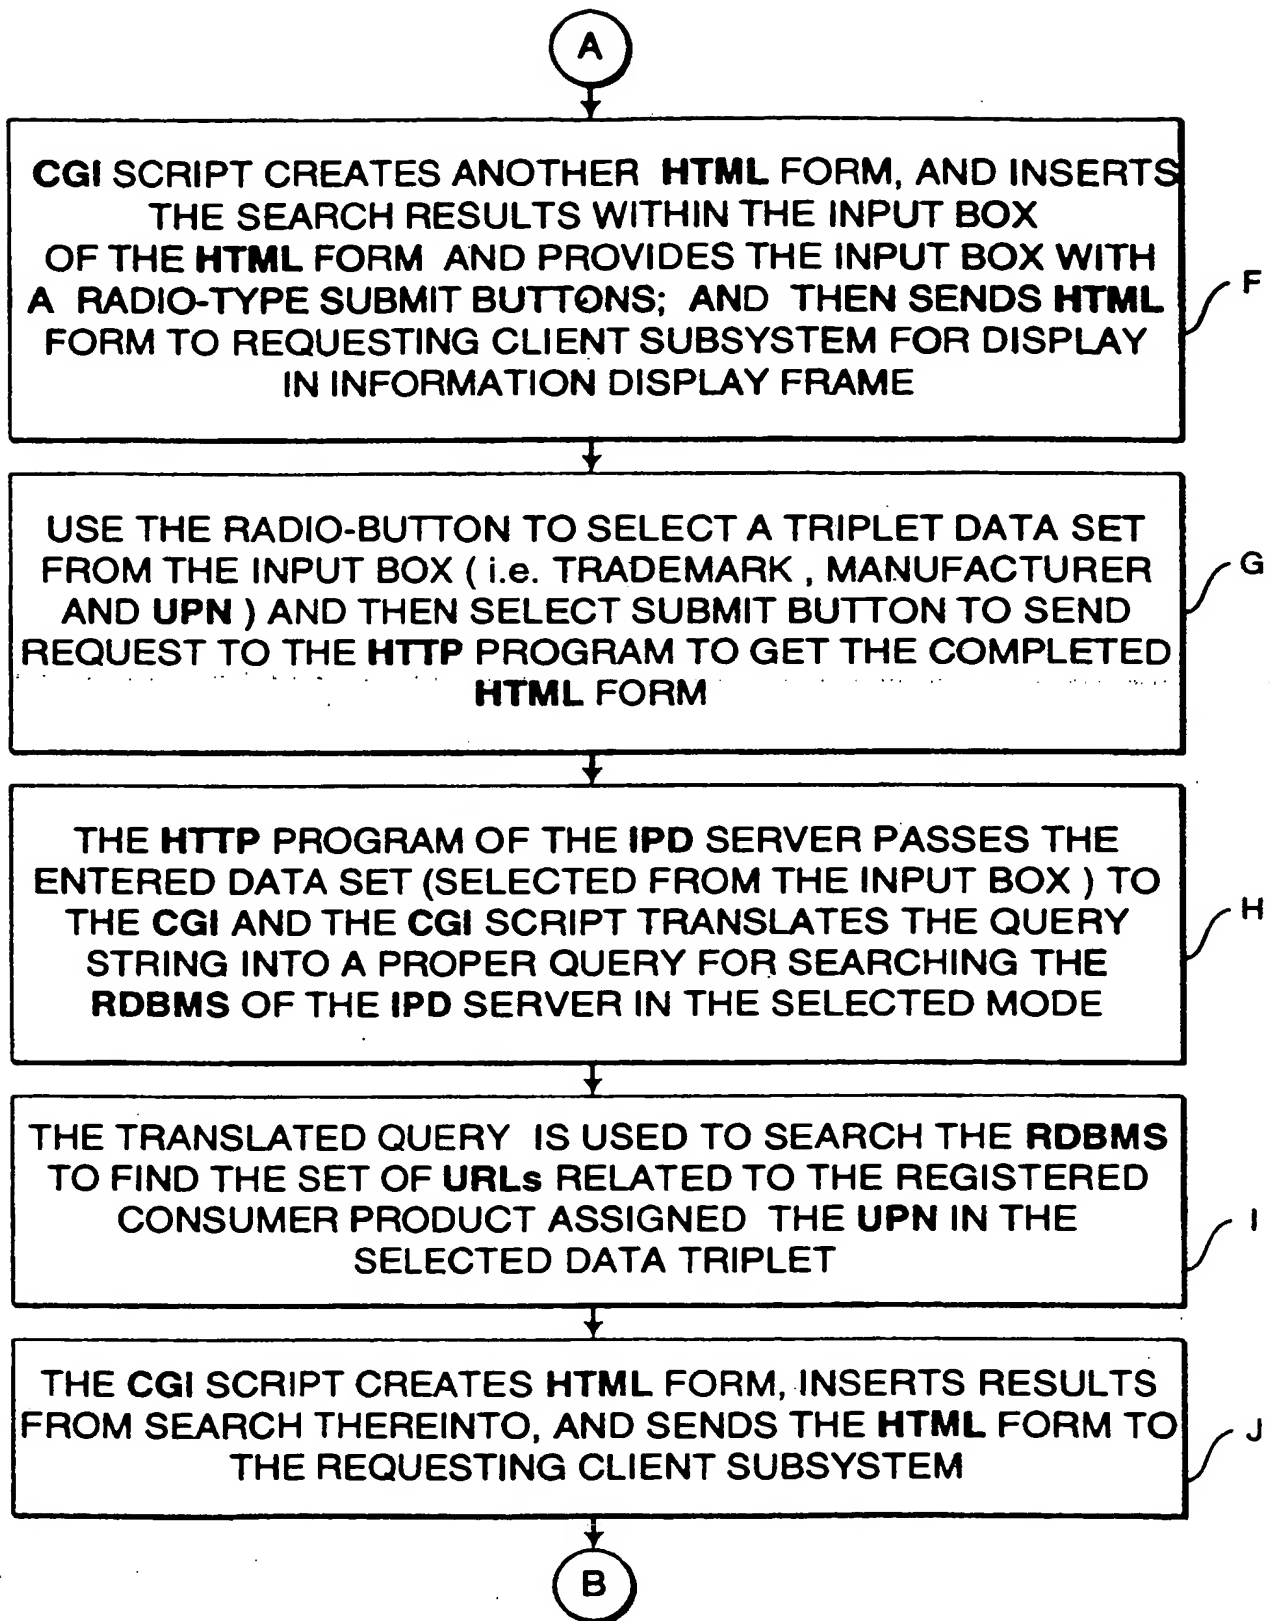 A
CGI SCRIPT CREATES ANOTHER HTML FORM, AND INSERTS
THE SEARCH RESULTS WITHIN THE INPUT BOX
OF THE HTML FORM AND PROVIDES THE INPUT BOX WITH
A RADIO-TYPE SUBMIT BUTTONS; AND THEN SENDS HTML
FORM TO REQUESTING CLIENT SUBSYSTEM FOR DISPLAY
IN INFORMATION DISPLAY FRAME
F
USE THE RADIO-BUTTON TO SELECT A TRIPLET DATA SET
FROM THE INPUT BOX ( i.e. TRADEMARK , MANUFACTURER
AND UPN ) AND THEN SELECT SUBMIT BUTTON TO SEND
REQUEST TO THE HTTP PROGRAM TO GET THE COMPLETED
HTML FORM
G
THE HTTP PROGRAM OF THE IPD SERVER PASSES THE
ENTERED DATA SET (SELECTED FROM THE INPUT BOX ) TO
THE CGI AND THE CGI SCRIPT TRANSLATES THE QUERY
STRING INTO A PROPER QUERY FOR SEARCHING THE
RDBMS OF THE IPD SERVER IN THE SELECTED MODE
H
THE TRANSLATED QUERY IS USED TO SEARCH THE RDBMS
TO FIND THE SET OF URLs RELATED TO THE REGISTERED
CONSUMER PRODUCT ASSIGNED THE UPN IN THE
SELECTED DATA TRIPLET
I
THE CGI SCRIPT CREATES HTML FORM, INSERTS RESULTS
FROM SEARCH THEREINTO, AND SENDS THE HTML FORM TO
THE REQUESTING CLIENT SUBSYSTEM
J
B